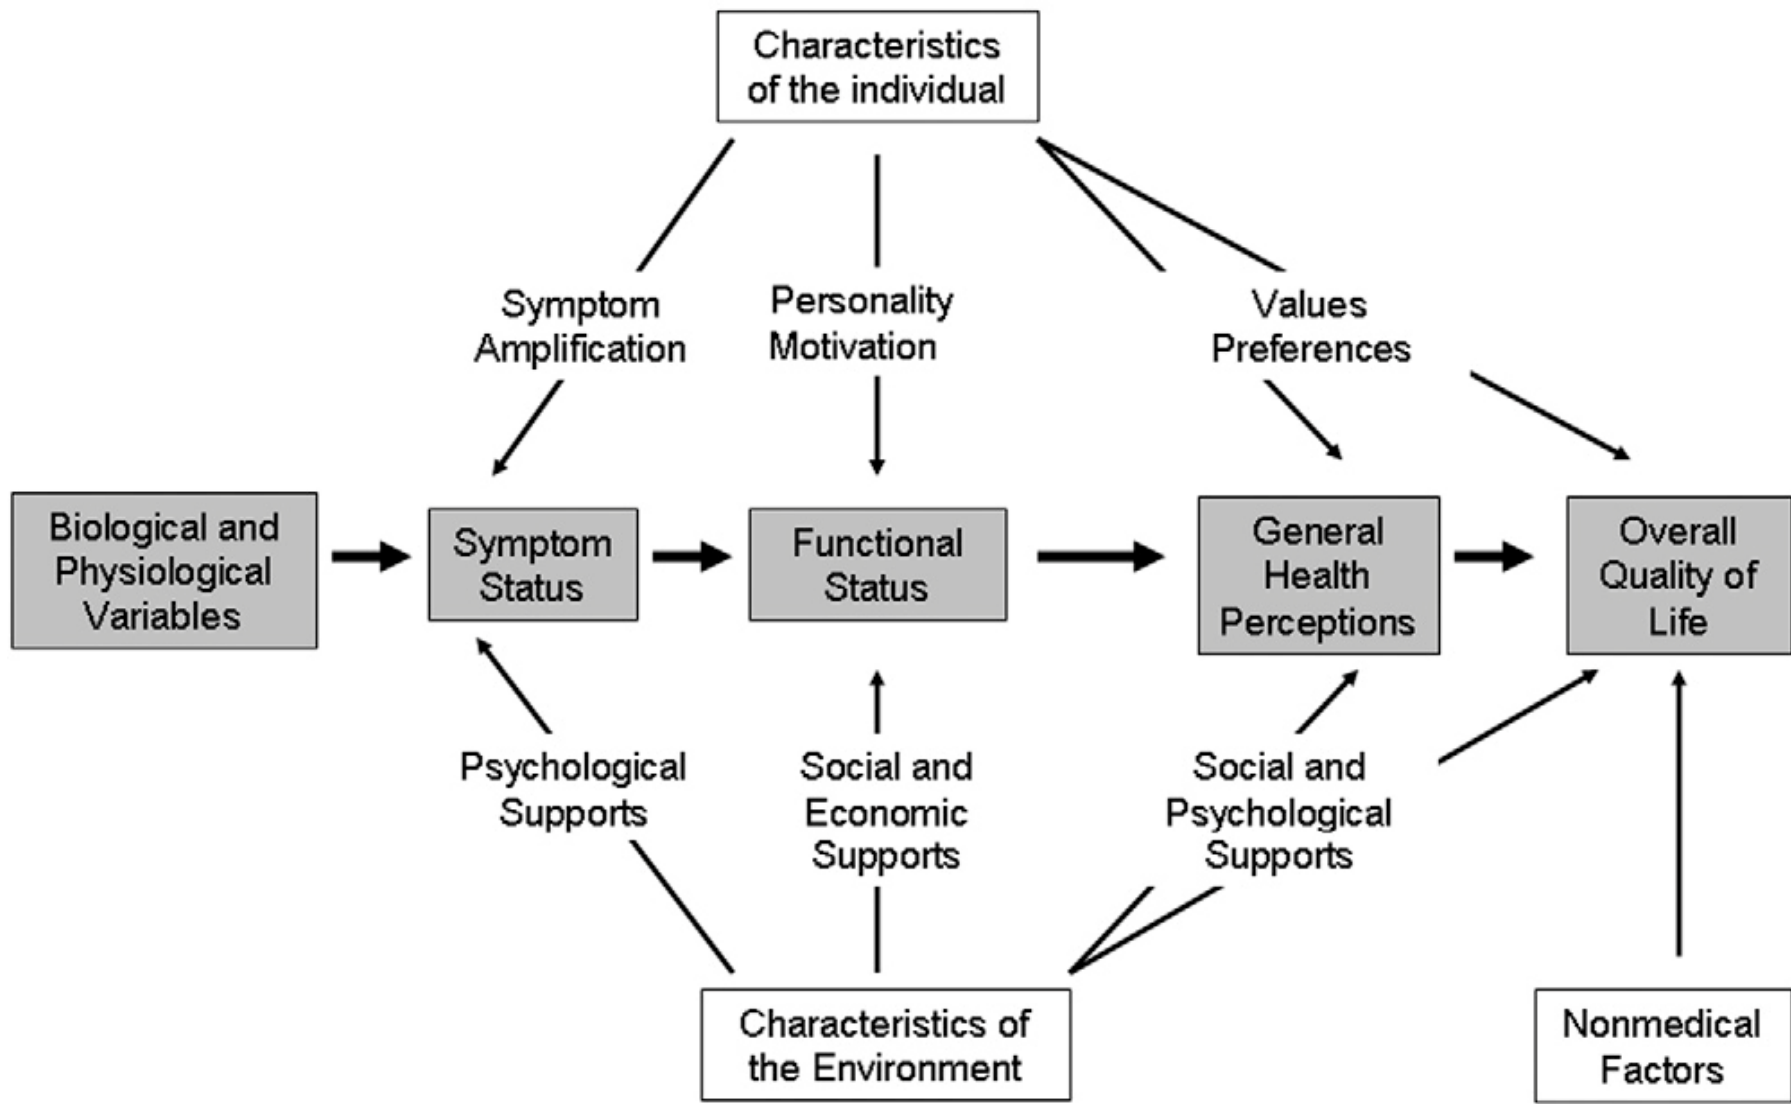 Characteristics
of the individual
Symptom
Amplification
Personality
Motivation
Values
Preferences
Biological and
Physiological
Variables
Symptom
Status
Functional
Status
General
Health
Perceptions
Overall
Quality of
Life
Psychological
Supports
Social and
Economic
Supports
Social and
Psychological
Supports
Characteristics of
the Environment
Nonmedical
Factors